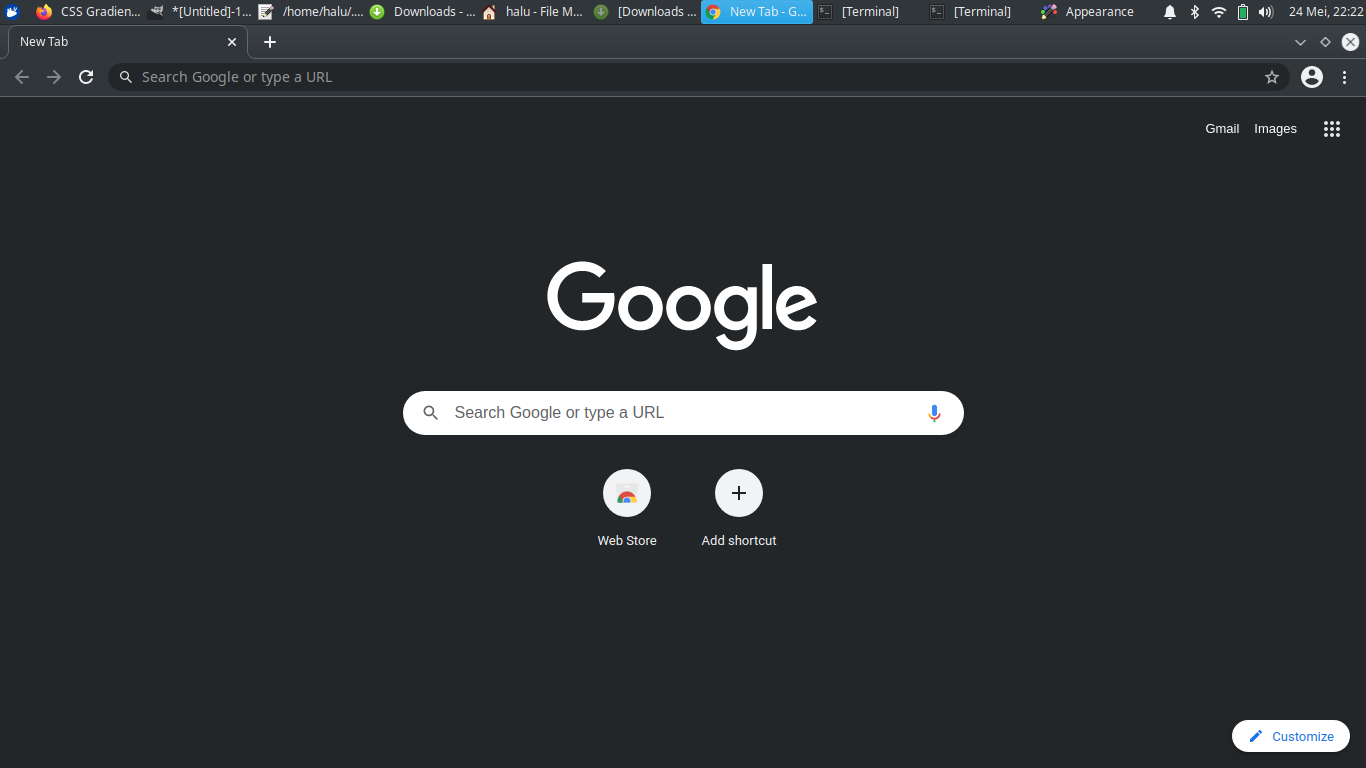 CSS Gradien... *[Untitled]-1... /home/halu/.... Downloads - ... halu - File M... [Downloads ... New Tab - G... [Terminal] [Terminal] Appearance 24 Mei, 22:22
New Tab
Search Google or type a URL
Gmail Images
Google
Search Google or type a URL
Web Store Add shortcut
Customize